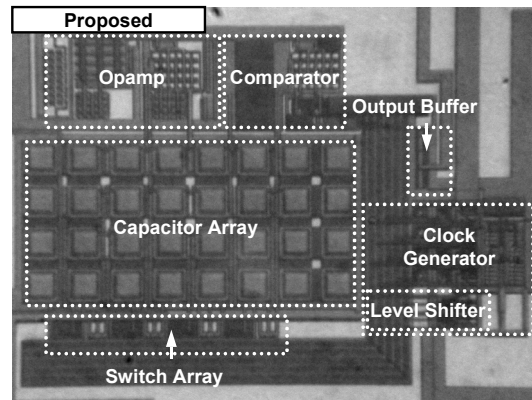 Proposed
Opamp
Comparator
Output Buffer
Capacitor Array
Clock
Generator
Level Shifter
Switch Array